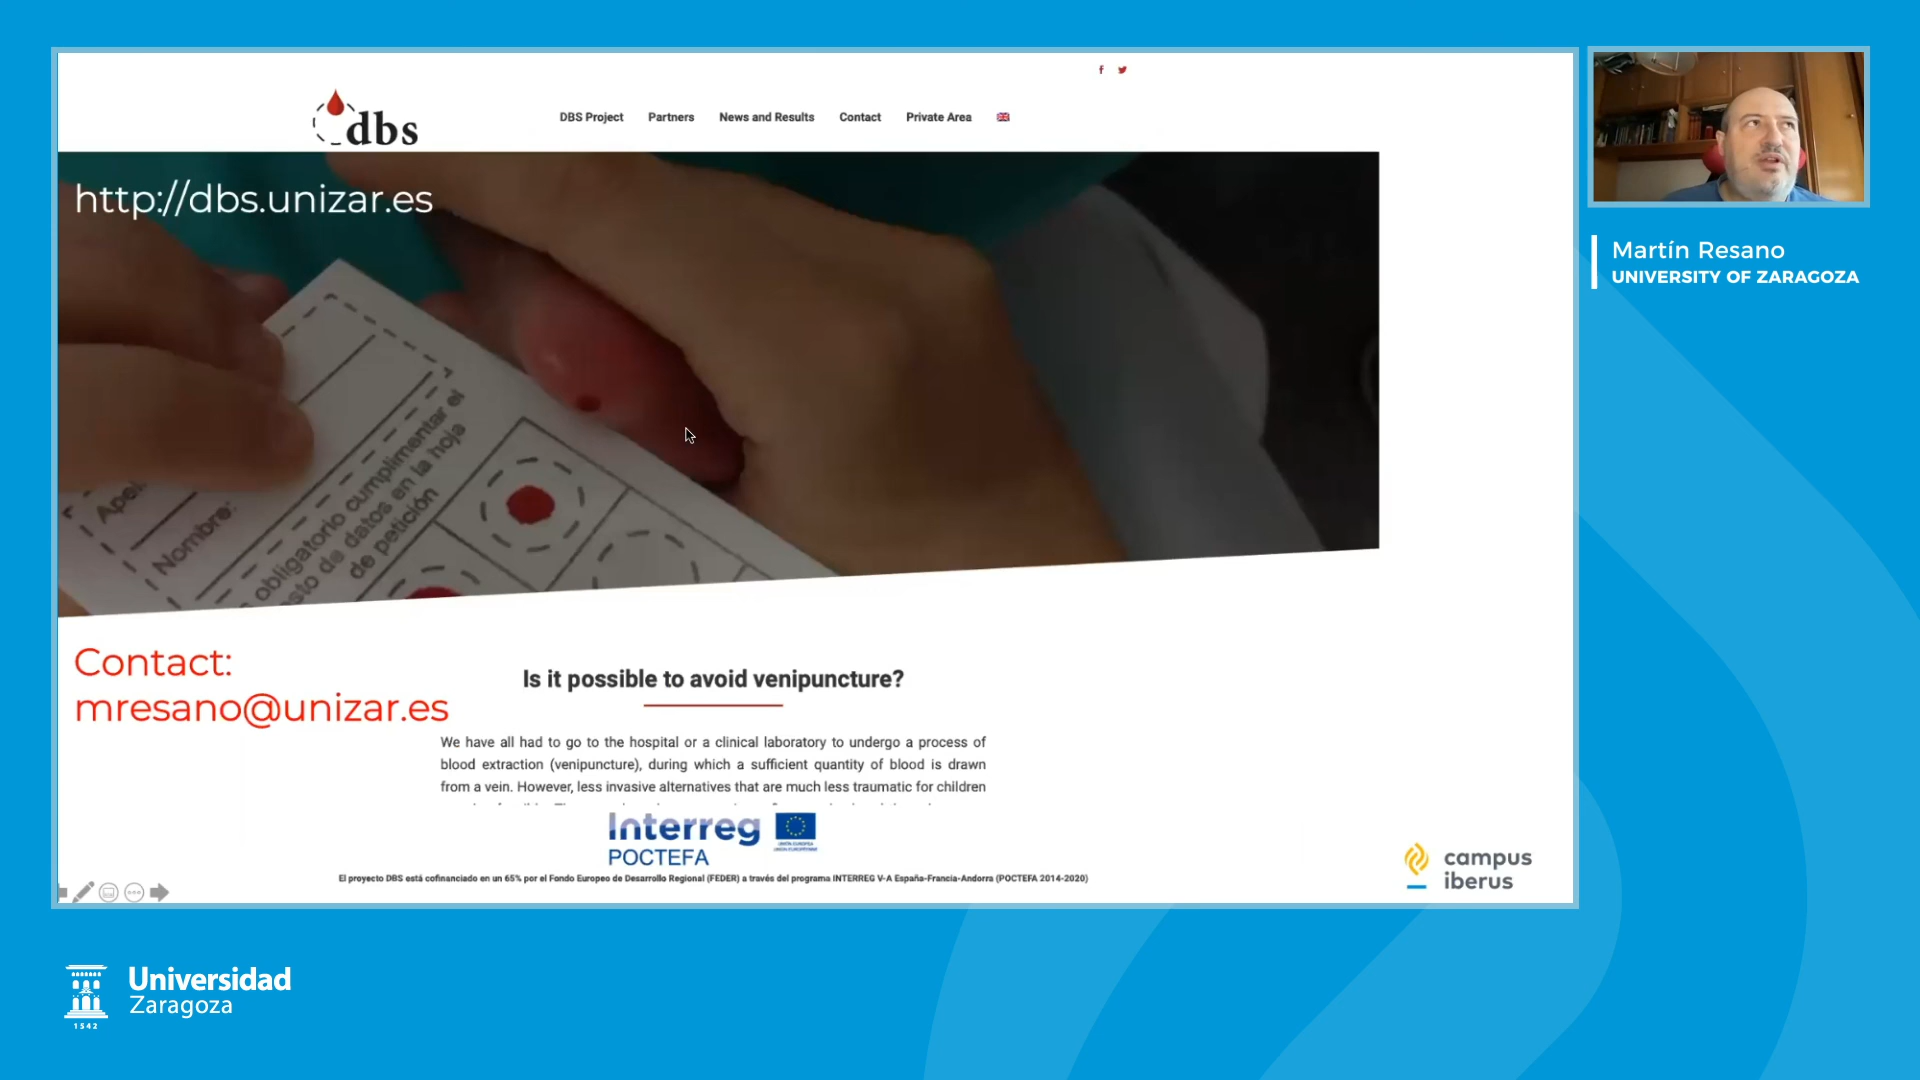 dbs
DBS Project
Partners
News and Results
Contact
Private Area
http://dbs.unizar.es
Nombre:
obligatorio cumplimentar el
de datos en la hoja
de petición
Contact:
mresano@unizar.es
Is it possible to avoid venipuncture?
We have all had to go to the hospital or a clinical laboratory to undergo a process of
blood extraction (venipuncture), during which a sufficient quantity of blood is drawn
from a vein. However, less invasive alternatives that are much less traumatic for children
Interreg
POCTEFA
El proyecto DBS está cofinanciado en un 65% por el Fondo Europeo de Desarrollo Regional (FEDER) a través del programa INTERREG V-A España-Francia-Andorra (POCTEFA 2014-2020)
campus
iberus
Martín Resano
UNIVERSITY OF ZARAGOZA
Universidad
Zaragoza
1542